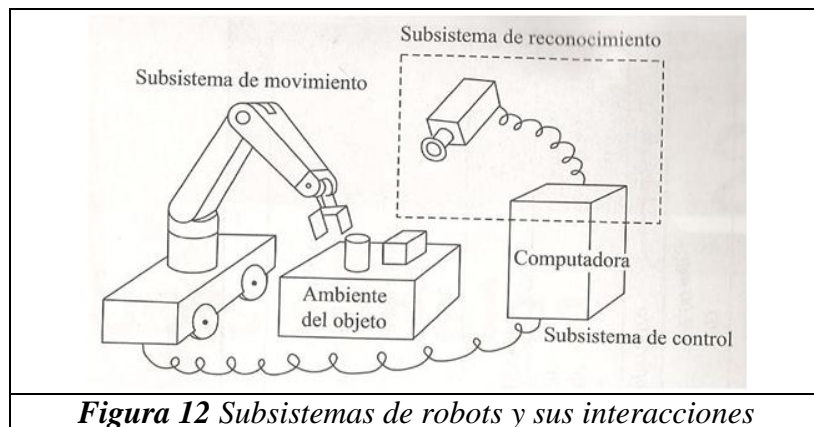 Subsistema de reconocimiento
Subsistema de movimiento
Computadora
Ambiente
del objeto
Subsistema de control
Figura 12 Subsistemas de robots y sus interacciones